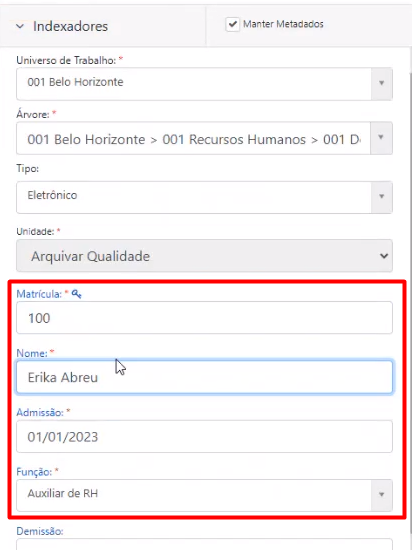 Indexadores
Manter Metadados
Universo de Trabalho: *
001 Belo Horizonte
Árvore: *
001 Belo Horizonte > 001 Recursos Humanos > 001 D
Tipo:
Eletrônico
Unidade: *
Arquivar Qualidade
Matrícula: *
100
Nome: *
Erika Abreu
Admissão: *
01/01/2023
Função: *
Auxiliar de RH
Demissão: